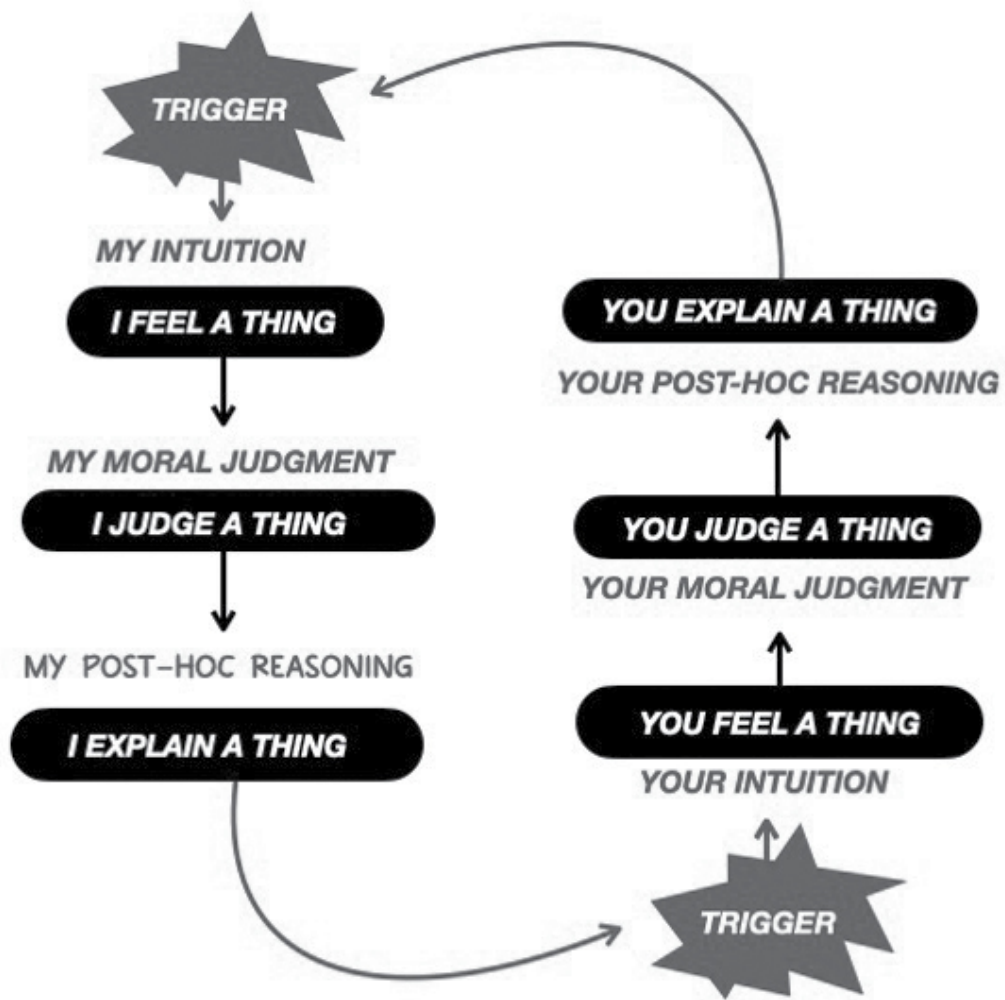 TRIGGER
MY INTUITION
I FEEL A THING
MY MORAL JUDGMENT
I JUDGE A THING
MY POST-HOC REASONING
I EXPLAIN A THING
TRIGGER
YOUR INTUITION
YOU FEEL A THING
YOUR MORAL JUDGMENT
YOU JUDGE A THING
YOUR POST-HOC REASONING
YOU EXPLAIN A THING